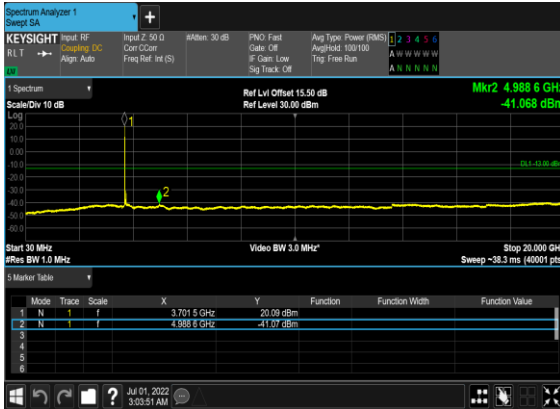 Spectrum Analyzer 1
Swept SA
+
KEYSIGHT Input: RF Input Z: 50 Ω #Atten: 30 dB PNO: Fast Avg Type: Power (RMS) 1 2 3 4 5 6
RLT Coupling: DC Corr CCorr Gate: Off Avg|Hold: 100/100 A W W W W W
Align: Auto Freq Ref: Int (S) IF Gain: Low Trig: Free Run
Sig Track: Off A N N N N N
1 Spectrum Ref Lvl Offset 15.50 dB Mkr2 4.988 6 GHz
Scale/Div 10 dB Ref Level 30.00 dBm -41.068 dBm
Log
20.0
10.0
0.00
-10.0
-20.0
-30.0
-40.0
-50.0
-60.0
1
DL1 -13.00 dBm
2
Start 30 MHz Video BW 3.0 MHz* Stop 20.000 GHz
#Res BW 1.0 MHz Sweep ~38.3 ms (40001 pts)
5 Marker Table
Mode Trace Scale X Y Function Function Width Function Value
1 N 1 f 3.701 5 GHz 20.09 dBm
2 N 1 f 4.988 6 GHz -41.07 dBm
3
4
5
6
? Jul 01, 2022
3:03:51 AM